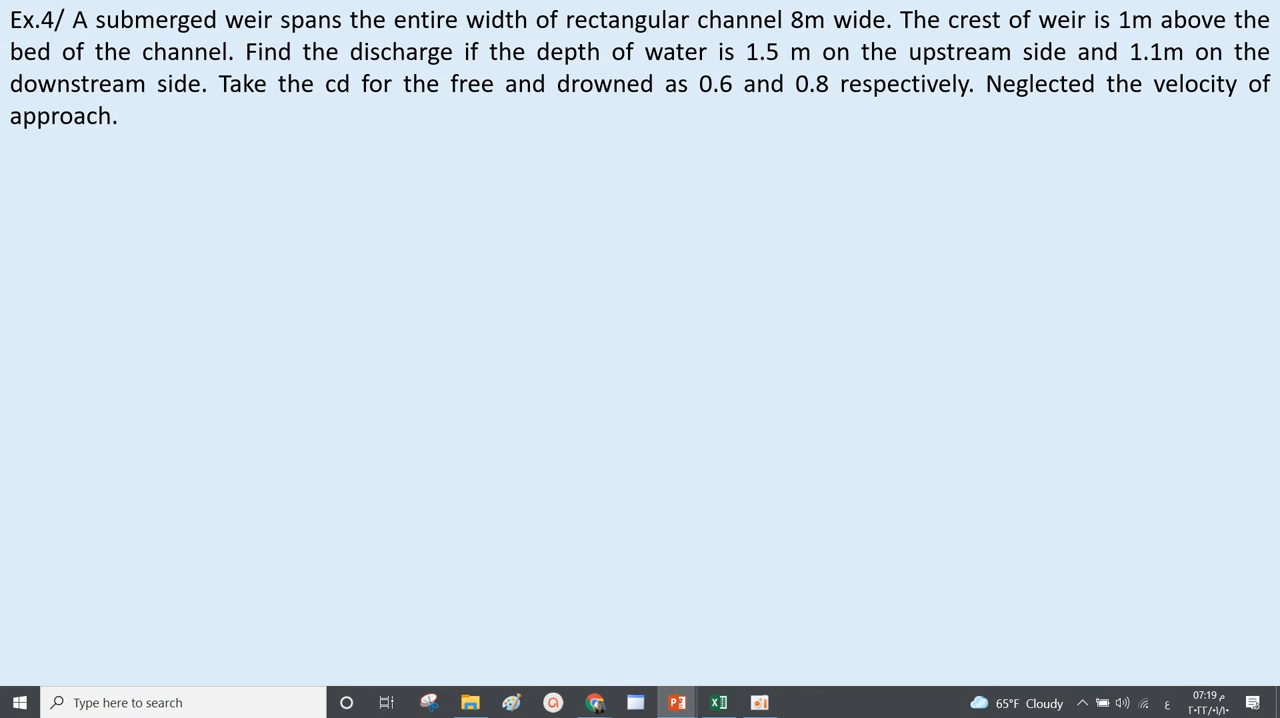 Ex.4/ A submerged weir spans the entire width of rectangular channel 8m wide. The crest of weir is 1m above the
bed of the channel. Find the discharge if the depth of water is 1.5 m on the upstream side and 1.1m on the
downstream side. Take the cd for the free and drowned as 0.6 and 0.8 respectively. Neglected the velocity of
approach.
Type here to search
65°F Cloudy
ع
07:19 م